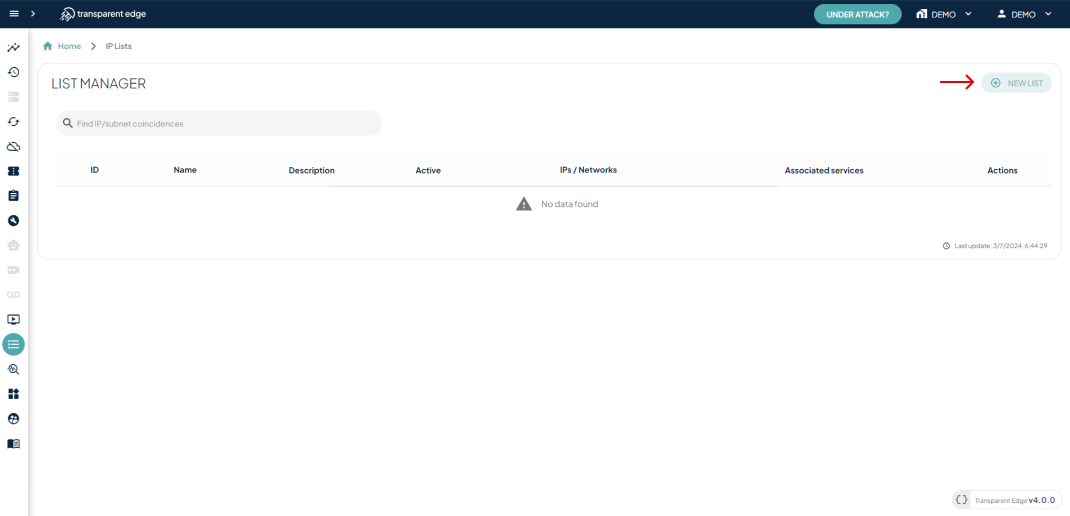 transparent edge
UNDER ATTACK?
DEMO
DEMO
Home
IP Lists
LIST MANAGER
NEW LIST
Find IP/subnet coincidences
ID Name Description Active IPs / Networks Associated services Actions
No data found
Last update: 3/7/2024, 6:44:29
Transparent Edge v4.0.0